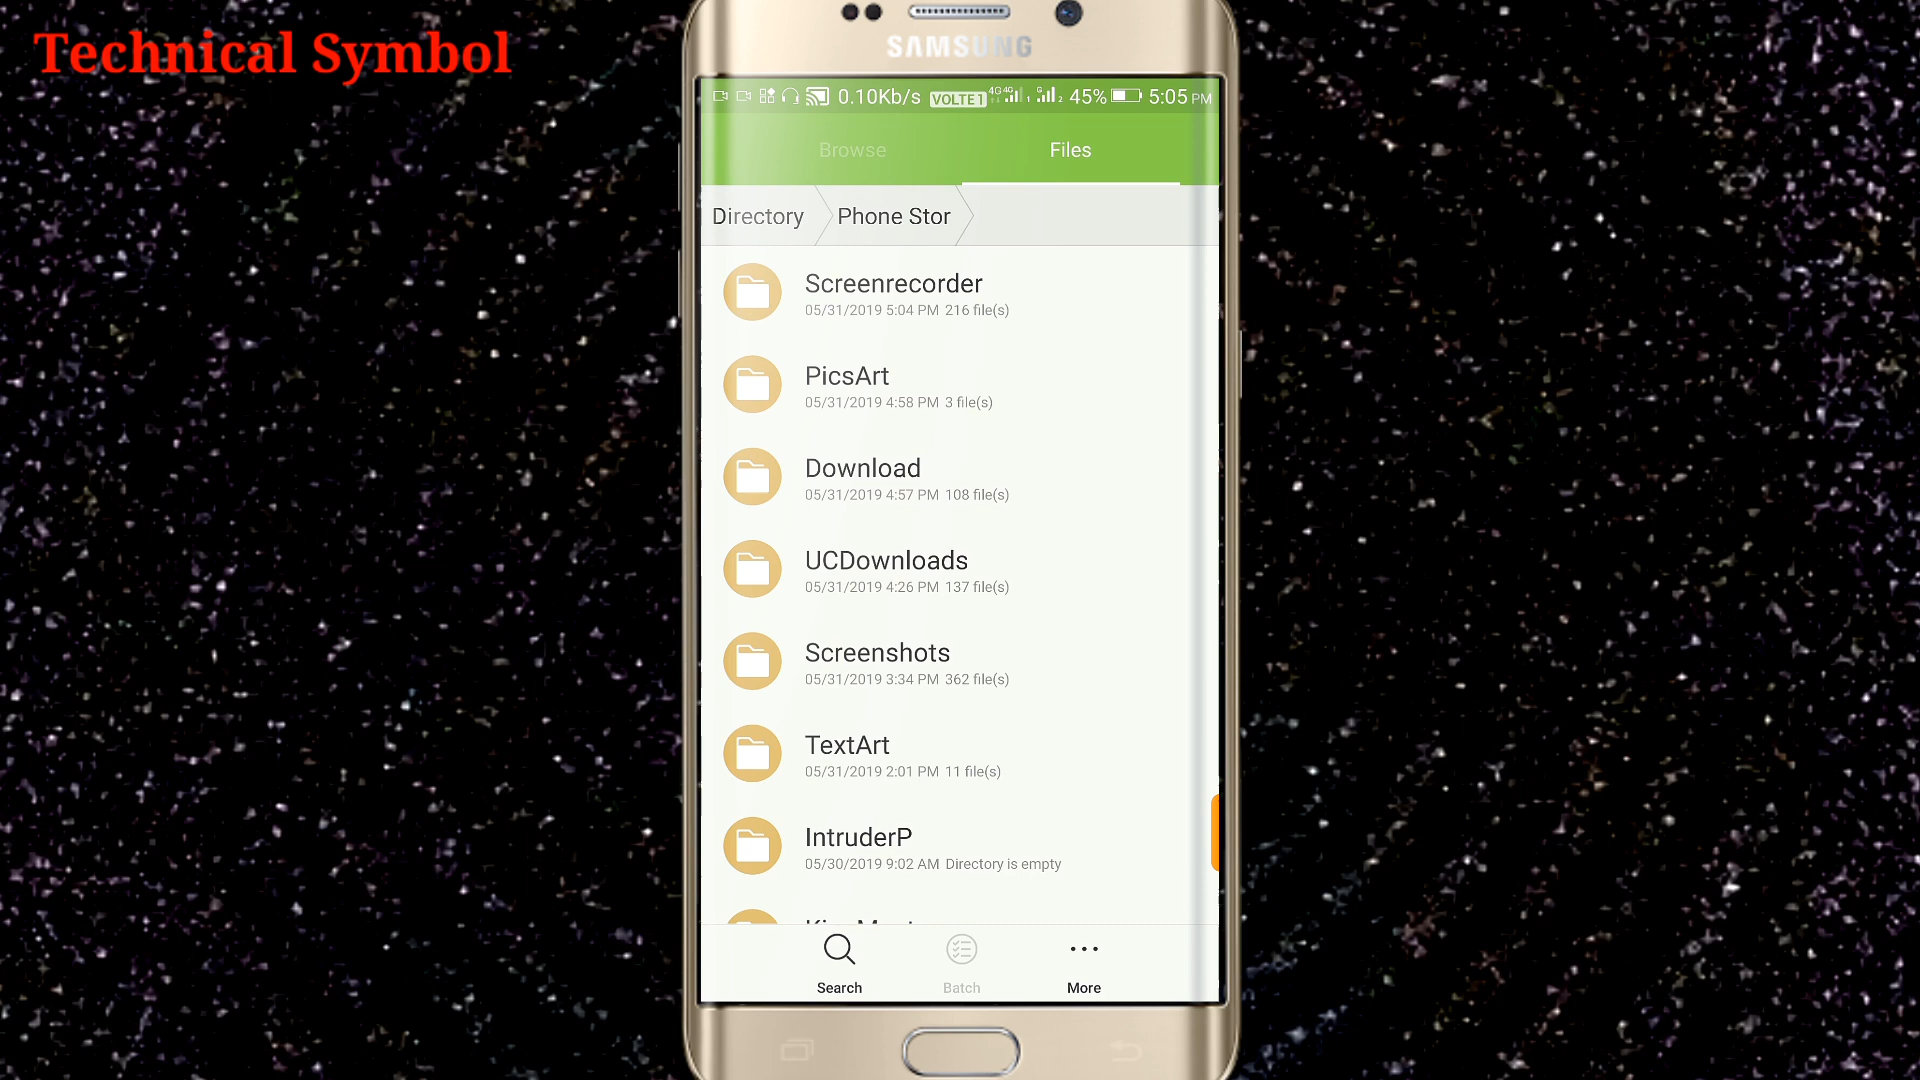 Technical Symbol
SAMSUNG
0.10Kb/s VOLTE1 4G 4G 1 G 2 45% 5:05 PM
Browse Files
Directory Phone Stor
Screenrecorder
05/31/2019 5:04 PM 216 file(s)
PicsArt
05/31/2019 4:58 PM 3 file(s)
Download
05/31/2019 4:57 PM 108 file(s)
UCDownloads
05/31/2019 4:26 PM 137 file(s)
Screenshots
05/31/2019 3:34 PM 362 file(s)
TextArt
05/31/2019 2:01 PM 11 file(s)
IntruderP
05/30/2019 9:02 AM Directory is empty
Search Batch More